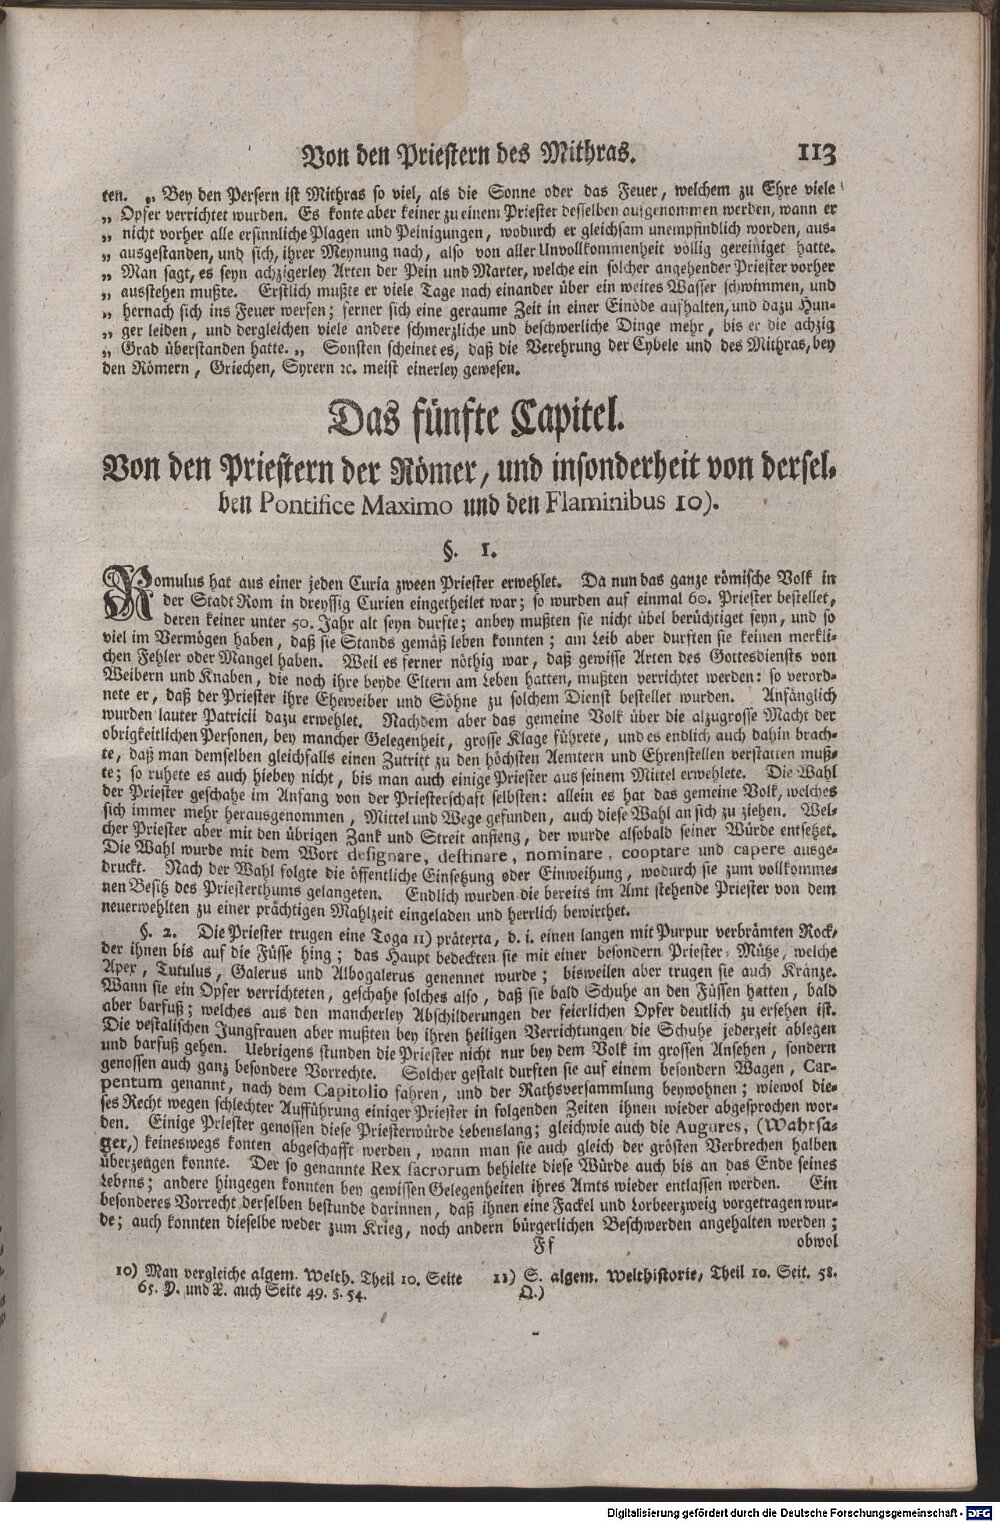 Von den Priestern des Mithras. 113
ten. „ Bey den Persern ist Mithras so viel, als die Sonne oder das Feuer, welchem zu Ehre viele
„ Opfer verrichtet wurden. Es konte aber keiner zu einem Priester desselben aufgenommen werden, wann er
„ nicht vorher alle ersinnliche Plagen und Peinigungen, wodurch er gleichsam unempfindlich worden, aus-
„ ausgestanden, und sich, ihrer Meynung nach, also von aller Unvollkommenheit völlig gereiniget hatte.
„ Man sagt, es seyn achzigerley Arten der Pein und Marter, welche ein solcher angehender Priester vorher
„ ausstehen mußte. Erstlich mußte er viele Tage nach einander über ein weites Wasser schwimmen, und
„ hernach sich ins Feuer werfen; ferner sich eine geraume Zeit in einer Einöde aufhalten, und dazu Hun-
„ ger leiden, und dergleichen viele andere schmerzliche und beschwerliche Dinge mehr, bis er die achzig
„ Grad überstanden hatte. „ Sonsten scheinet es, daß die Verehrung der Cybele und des Mithras, bey
den Römern, Griechen, Syrern ꝛc. meist einerley gewesen.
Das fünfte Capitel.
Von den Priestern der Römer, und insonderheit von dersel-
ben Pontifice Maximo und den Flaminibus 10).
§. 1.
Romulus hat aus einer jeden Curia zween Priester erwehlet. Da nun das ganze römische Volk in
der Stadt Rom in dreyssig Curien eingetheilet war; so wurden auf einmal 60. Priester bestellet,
deren keiner unter 50. Jahr alt seyn durfte; anbey mußten sie nicht übel berüchtiget seyn, und so
viel im Vermögen haben, daß sie Stands gemäß leben konnten; am Leib aber durften sie keinen merkli-
chen Fehler oder Mangel haben. Weil es ferner nöthig war, daß gewisse Arten des Gottesdiensts von
Weibern und Knaben, die noch ihre beyde Eltern am Leben hatten, mußten verrichtet werden: so verord-
nete er, daß der Priester ihre Eheweiber und Söhne zu solchem Dienst bestellet wurden. Anfänglich
wurden lauter Patricii dazu erwehlet. Nachdem aber das gemeine Volk über die alzugrosse Macht der
obrigkeitlichen Personen, bey mancher Gelegenheit, grosse Klage führete, und es endlich auch dahin brach-
te, daß man demselben gleichfalls einen Zutritt zu den höchsten Aemtern und Ehrenstellen verstatten muß-
te; so ruhete es auch hiebey nicht, bis man auch einige Priester aus seinem Mittel erwehlete. Die Wahl
der Priester geschahe im Anfang von der Priesterschaft selbsten: allein es hat das gemeine Volk, welches
sich immer mehr herausgenommen, Mittel und Wege gefunden, auch diese Wahl an sich zu ziehen. Wel-
cher Priester aber mit den übrigen Zank und Streit anfieng, der wurde alsobald seiner Würde entsetzet.
Die Wahl wurde mit dem Wort designare, destinare, nominare, cooptare und capere ausge-
druckt. Nach der Wahl folgte die öffentliche Einsetzung oder Einweihung, wodurch sie zum vollkomme-
nen Besitz des Priesterthums gelangeten. Endlich wurden die bereits im Amt stehende Priester von dem
neuerwehlten zu einer prächtigen Mahlzeit eingeladen und herrlich bewirthet.
§. 2. Die Priester trugen eine Toga 11) prätexta, d. i. einen langen mit Purpur verbrämten Rock,
der ihnen bis auf die Füsse hing; das Haupt bedeckten sie mit einer besondern Priester-Mütze, welche
Apex, Tutulus, Galerus und Albogalerus genennet wurde; bisweilen aber trugen sie auch Kränze.
Wann sie ein Opfer verrichteten, geschahe solches also, daß sie bald Schuhe an den Füssen hatten, bald
aber barfuß; welches aus den mancherley Abschilderungen der feierlichen Opfer deutlich zu ersehen ist.
Die vestalischen Jungfrauen aber mußten bey ihren heiligen Verrichtungen die Schuhe jederzeit ablegen
und barfuß gehen. Uebrigens stunden die Priester nicht nur bey dem Volk im grossen Ansehen, sondern
genossen auch ganz besondere Vorrechte. Solcher gestalt durften sie auf einem besondern Wagen, Car-
pentum genannt, nach dem Capitolio fahren, und der Rathsversammlung beywohnen; wiewol die-
ses Recht wegen schlechter Aufführung einiger Priester in folgenden Zeiten ihnen wieder abgesprochen wor-
den. Einige Priester genossen diese Priesterwürde Lebenslang; gleichwie auch die Augures, (Wahrsa-
ger,) keineswegs konten abgeschafft werden, wann man sie auch gleich der grösten Verbrechen halben
überzeugen konnte. Der so genannte Rex sacrorum behielte diese Würde auch bis an das Ende seines
Lebens; andere hingegen konnten bey gewissen Gelegenheiten ihres Amts wieder entlassen werden. Ein
besonderes Vorrecht derselben bestunde darinnen, daß ihnen eine Fackel und Lorbeerzweig vorgetragen wur-
de; auch konnten dieselbe weder zum Krieg, noch andern bürgerlichen Beschwerden angehalten werden;
Ff obwol
10) Man vergleiche algem. Welth. Theil 10. Seite
65. Y. und X. auch Seite 49. §. 54.
11) S. algem. Welthistorie, Theil 10. Seit. 58.
Q.)
Digitalisierung gefördert durch die Deutsche Forschungsgemeinschaft - DFG